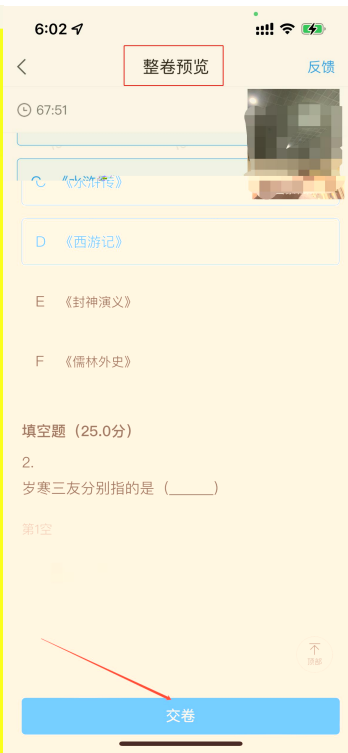 6:02
整卷预览
反馈
67:51
C 《水浒传》
D 《西游记》
E 《封神演义》
F 《儒林外史》
填空题（25.0分）
2.
岁寒三友分别指的是（______）
第1空
顶部
交卷